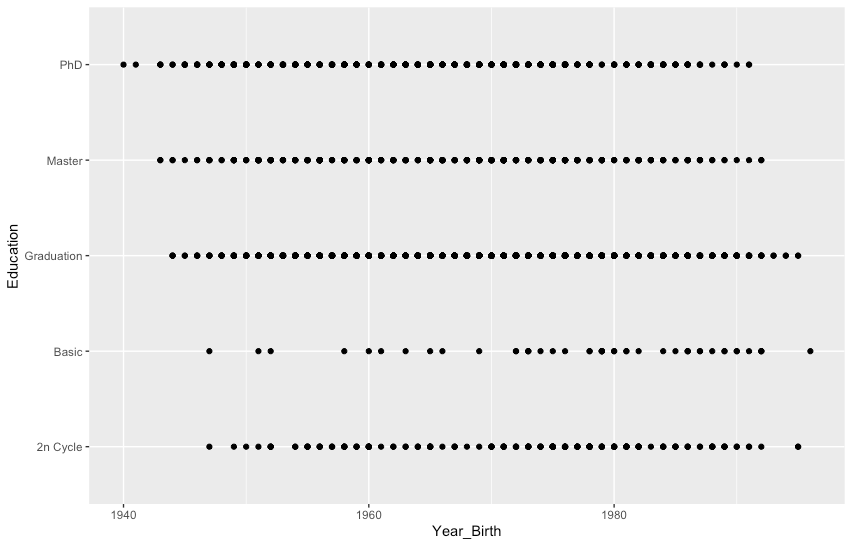 PhD
Master
Graduation
Basic
2n Cycle
Education
1940
1960
1980
Year_Birth